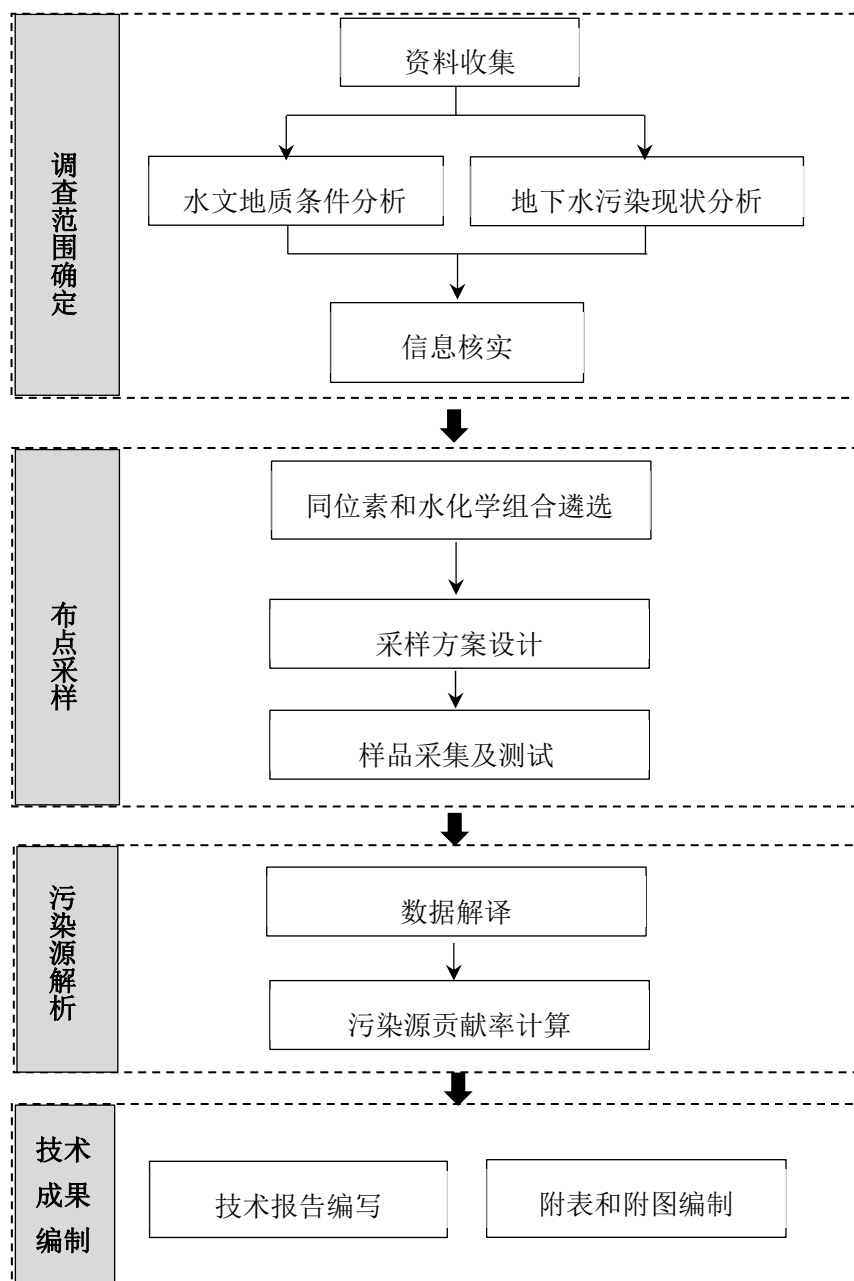 调查范围确定
资料收集
水文地质条件分析
地下水污染现状分析
信息核实
布点采样
同位素和水化学组合遴选
采样方案设计
样品采集及测试
污染源解析
数据解译
污染源贡献率计算
技术
成果
编制
技术报告编写
附表和附图编制